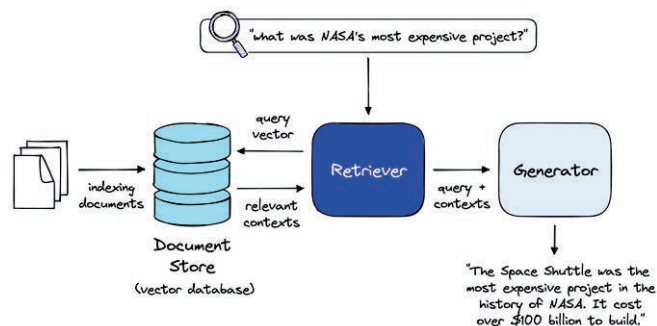 "what was NASA's most expensive project?"
query
vector
Retriever
Generator
indexing
documents
relevant
contexts
query +
contexts
Document
Store
(vector database)
"The Space Shuttle was the
most expensive project in the
history of NASA. It cost
over $100 billion to build."